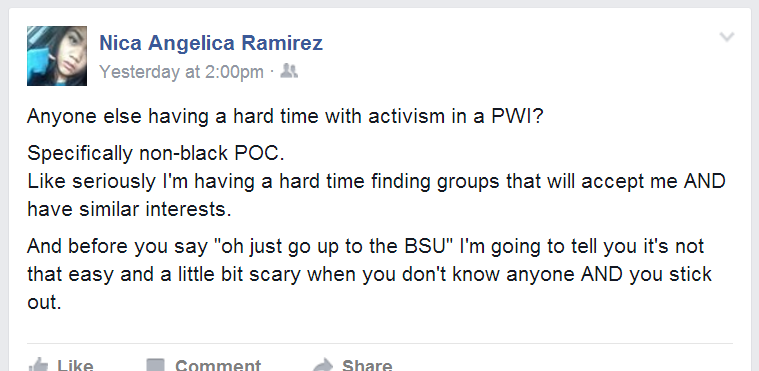 Nica Angelica Ramirez
Yesterday at 2:00pm ·
Anyone else having a hard time with activism in a PWI?
Specifically non-black POC.
Like seriously I'm having a hard time finding groups that will accept me AND
have similar interests.
And before you say "oh just go up to the BSU" I'm going to tell you it's not
that easy and a little bit scary when you don't know anyone AND you stick
out.
Like Comment Share